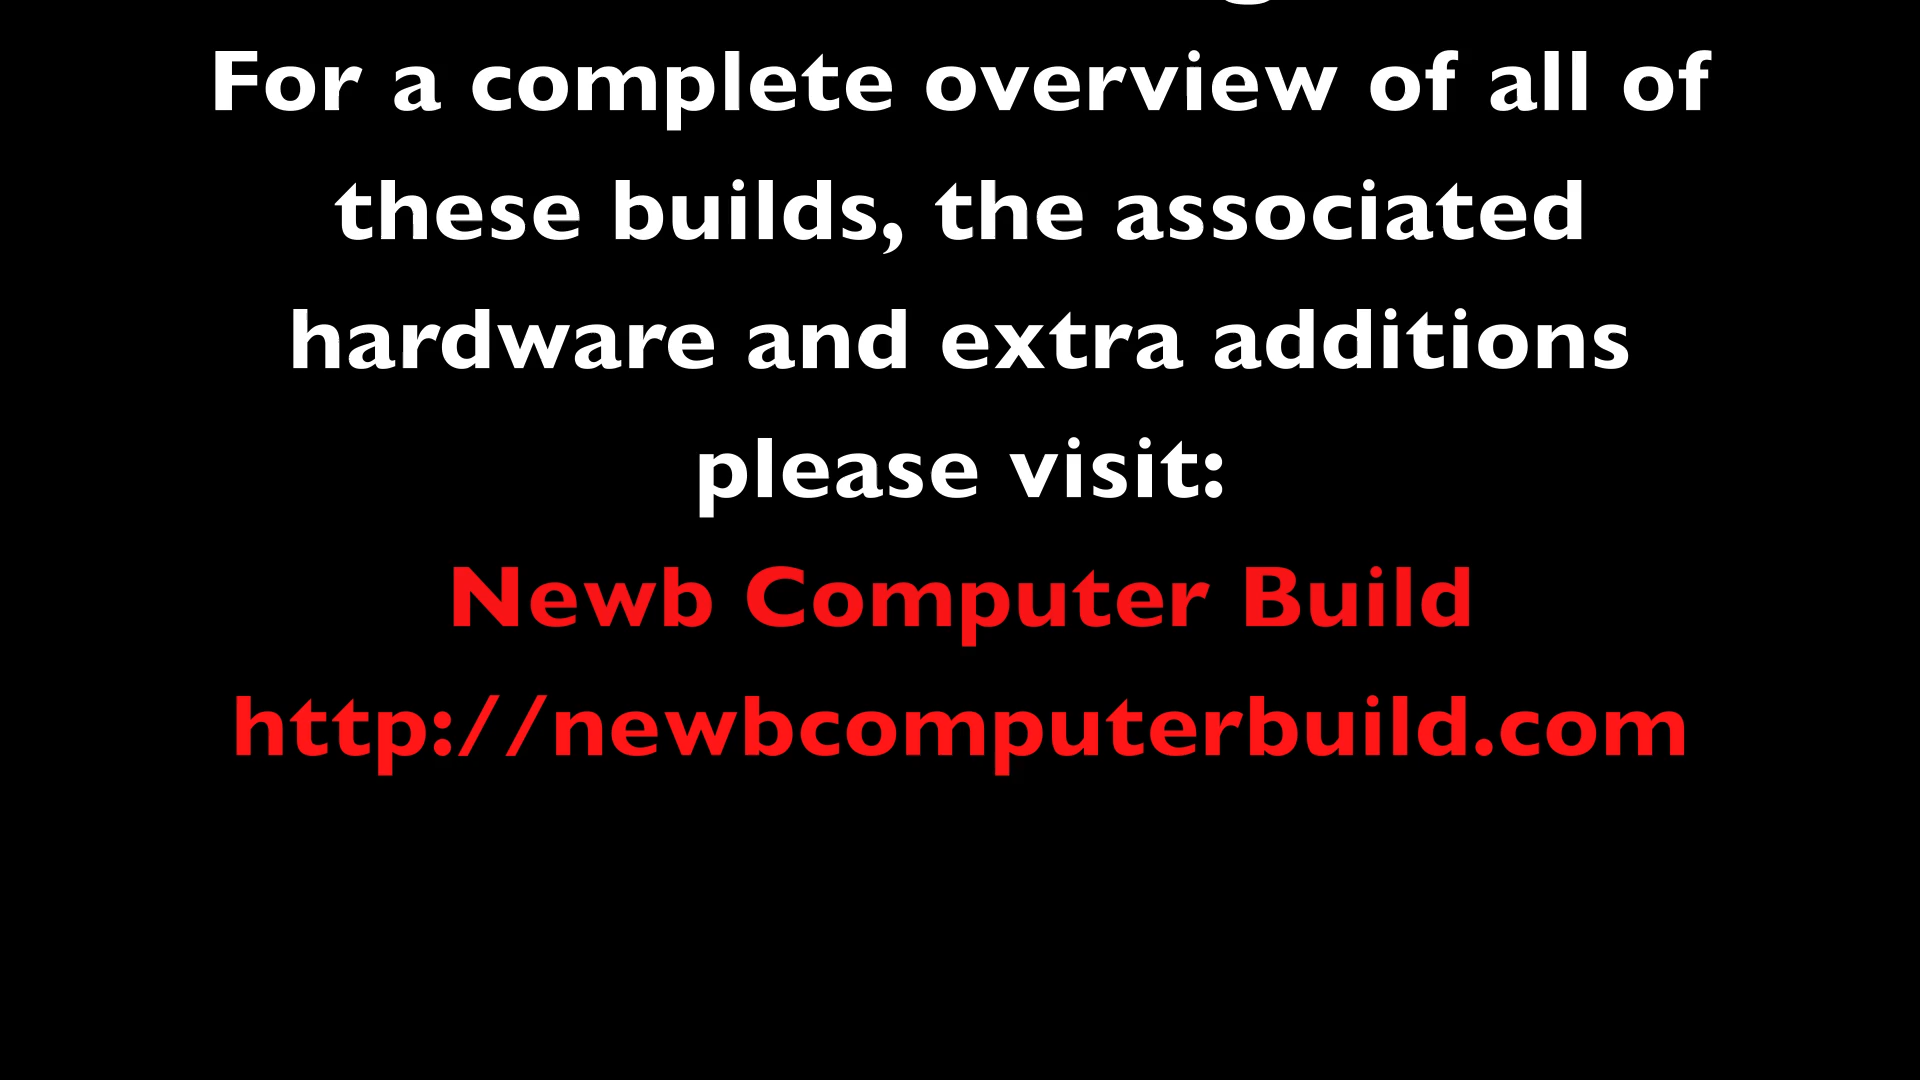 For a complete overview of all of
these builds, the associated
hardware and extra additions
please visit:
Newb Computer Build
http://newbcomputerbuild.com